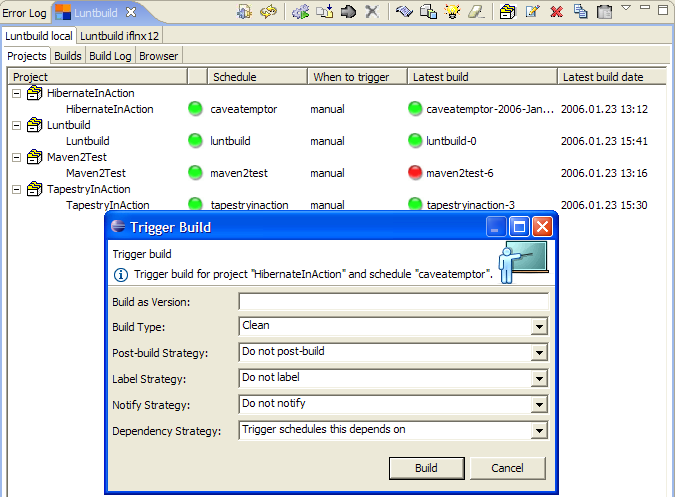 Error Log Luntbuild
Luntbuild local Luntbuild iflnx12
Projects Builds Build Log Browser
Project Schedule When to trigger Latest build Latest build date
HibernateInAction
HibernateInAction caveatemptor manual caveatemptor-2006-Jan... 2006.01.23 13:12
Luntbuild
Luntbuild luntbuild manual luntbuild-0 2006.01.23 15:41
Maven2Test
Maven2Test maven2test manual maven2test-6 2006.01.23 13:16
TapestryInAction
TapestryInAction tapestryinaction manual tapestryinaction-3 2006.01.23 15:30
Trigger Build
Trigger build
Trigger build for project "HibernateInAction" and schedule "caveatemptor".
Build as Version:
Build Type: Clean
Post-build Strategy: Do not post-build
Label Strategy: Do not label
Notify Strategy: Do not notify
Dependency Strategy: Trigger schedules this depends on
Build Cancel